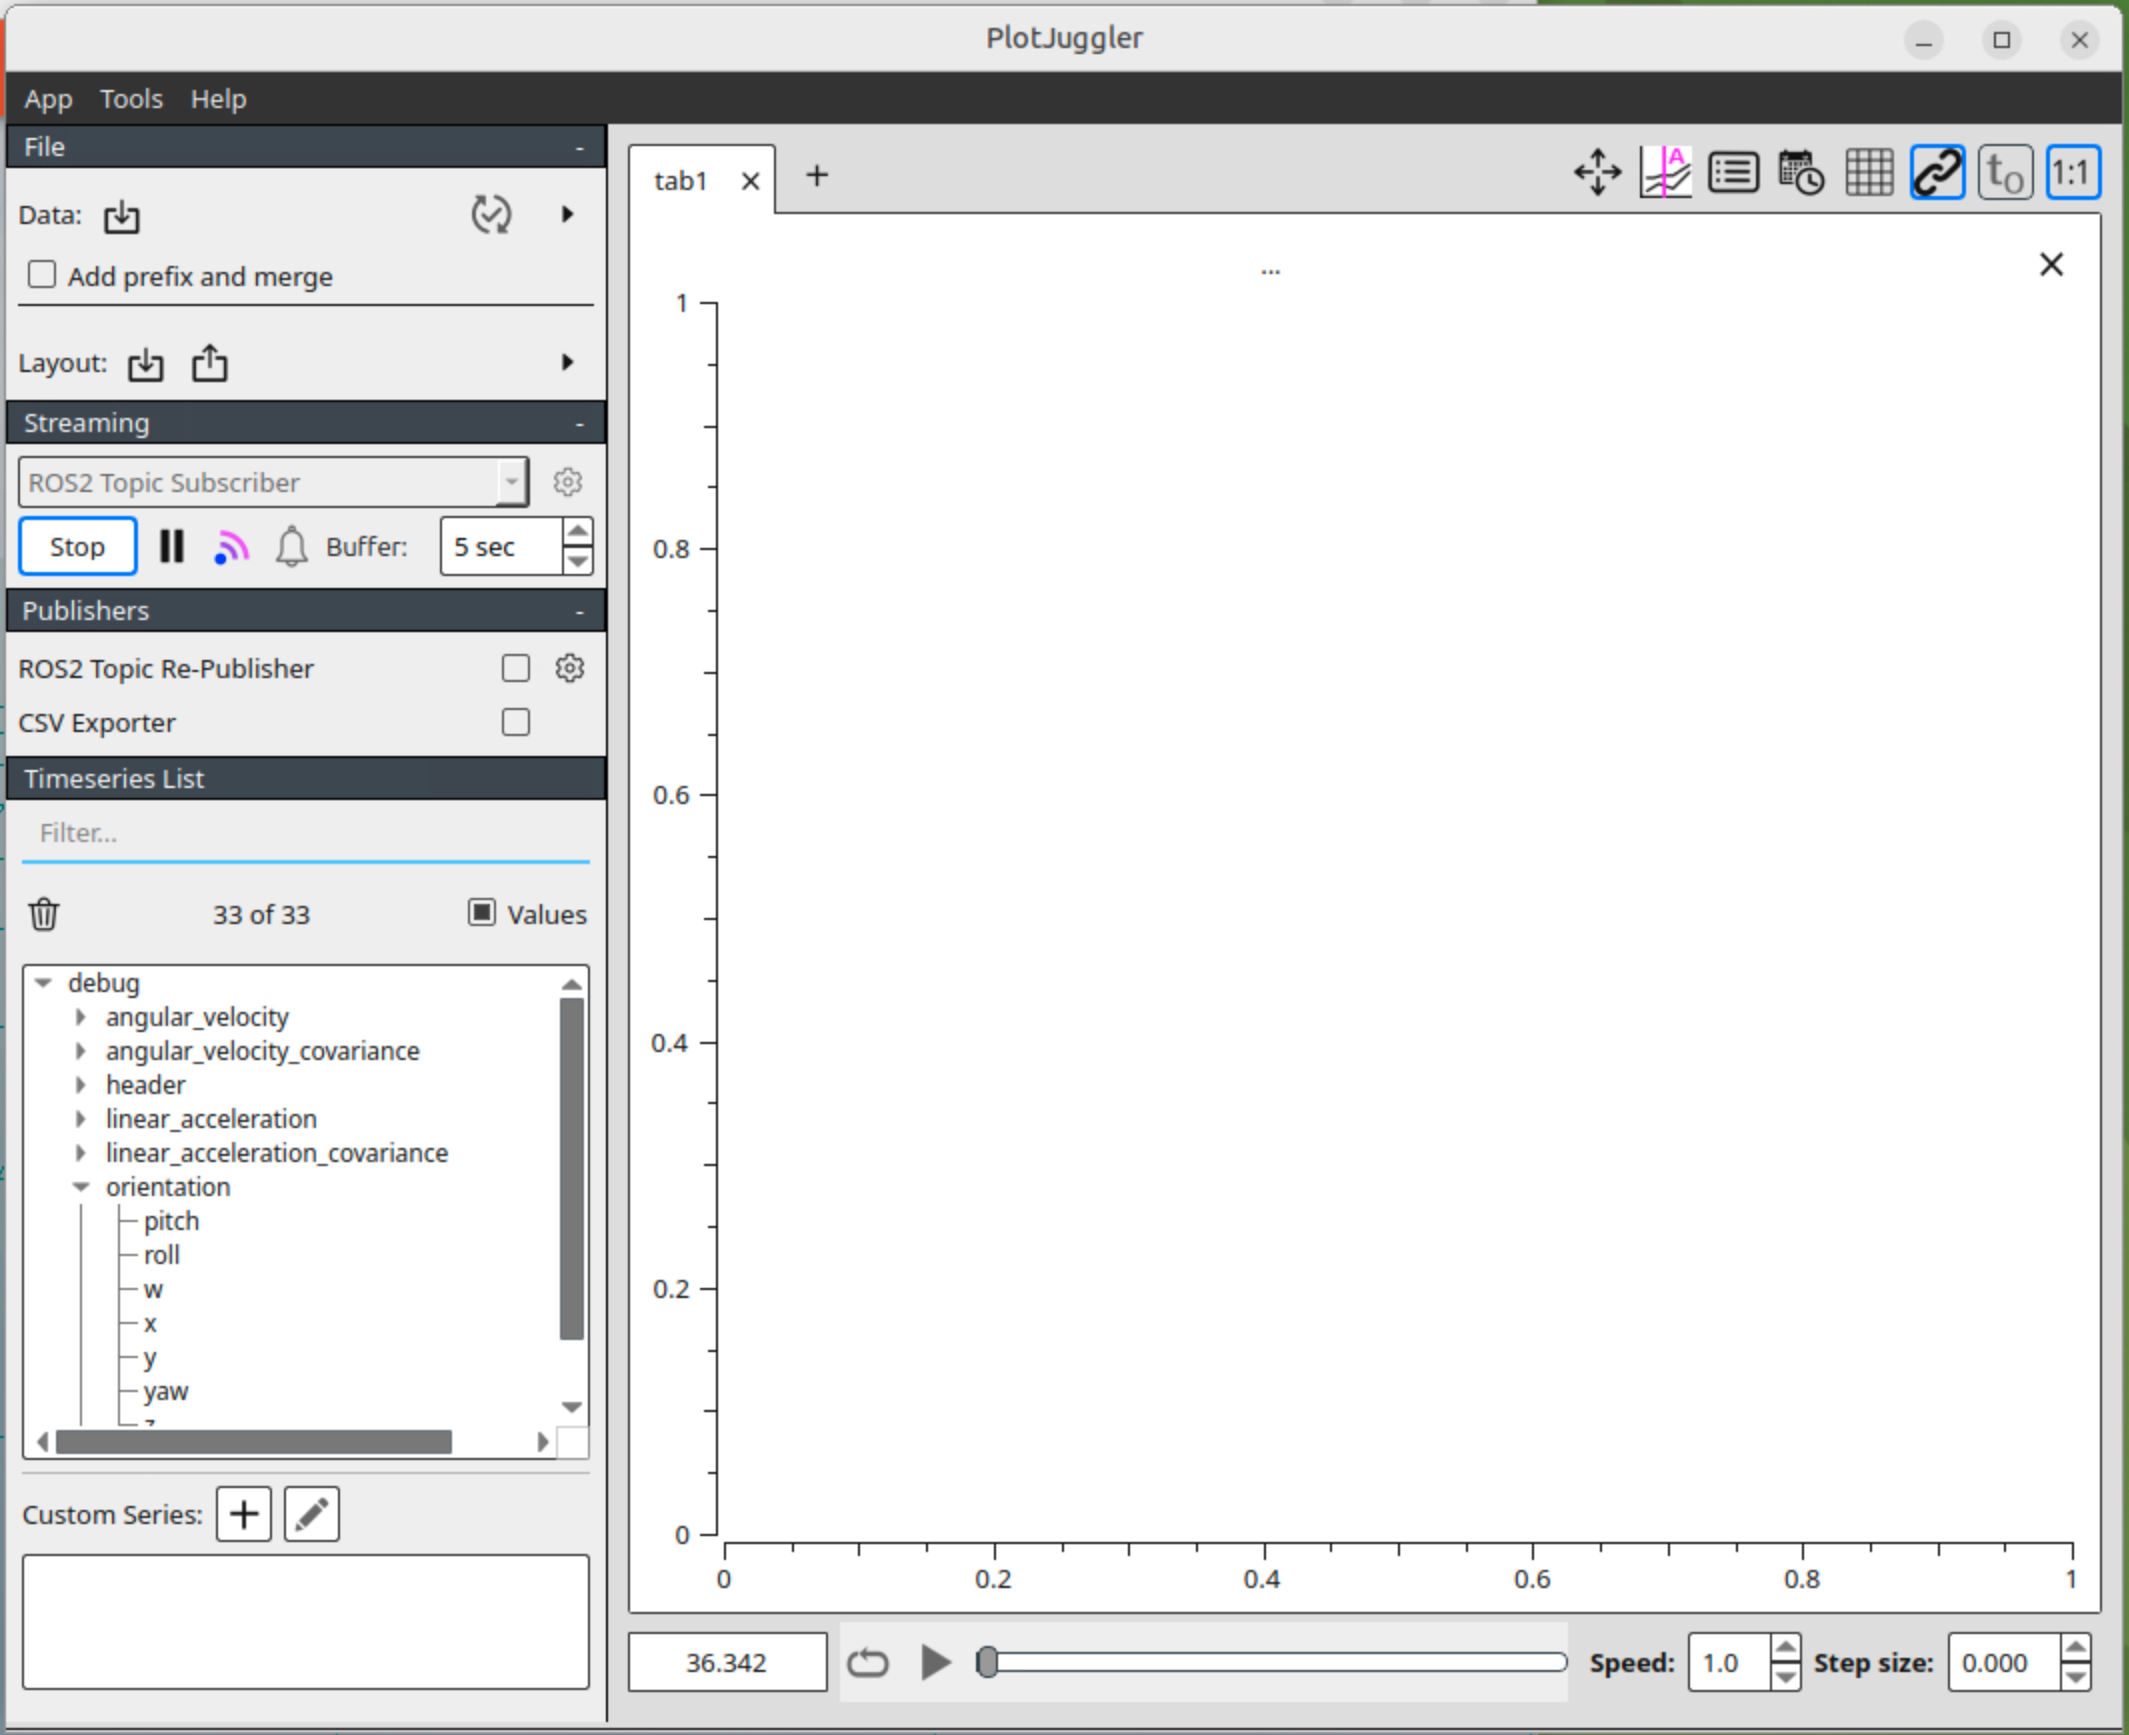 PlotJuggler
App Tools Help
File -
Data:
Add prefix and merge
Layout:
Streaming -
ROS2 Topic Subscriber
Stop Buffer: 5 sec
Publishers -
ROS2 Topic Re-Publisher
CSV Exporter
Timeseries List
Filter...
33 of 33 Values
debug
angular_velocity
angular_velocity_covariance
header
linear_acceleration
linear_acceleration_covariance
orientation
pitch
roll
w
x
y
yaw
z
Custom Series:
tab1
A
to
1:1
...
1
0.8
0.6
0.4
0.2
0
0 0.2 0.4 0.6 0.8 1
36.342 Speed: 1.0 Step size: 0.000